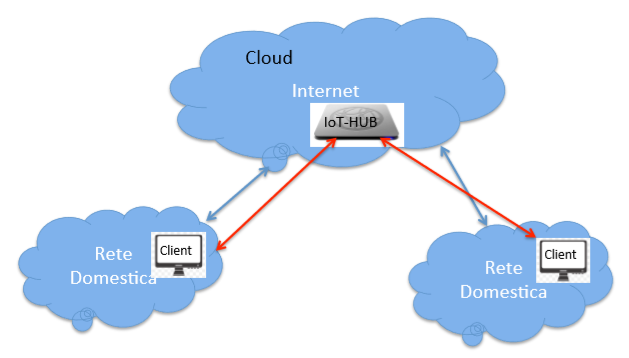 Cloud
Internet
IoT-HUB
Client
Rete
Domestica
Client
Rete
Domestica